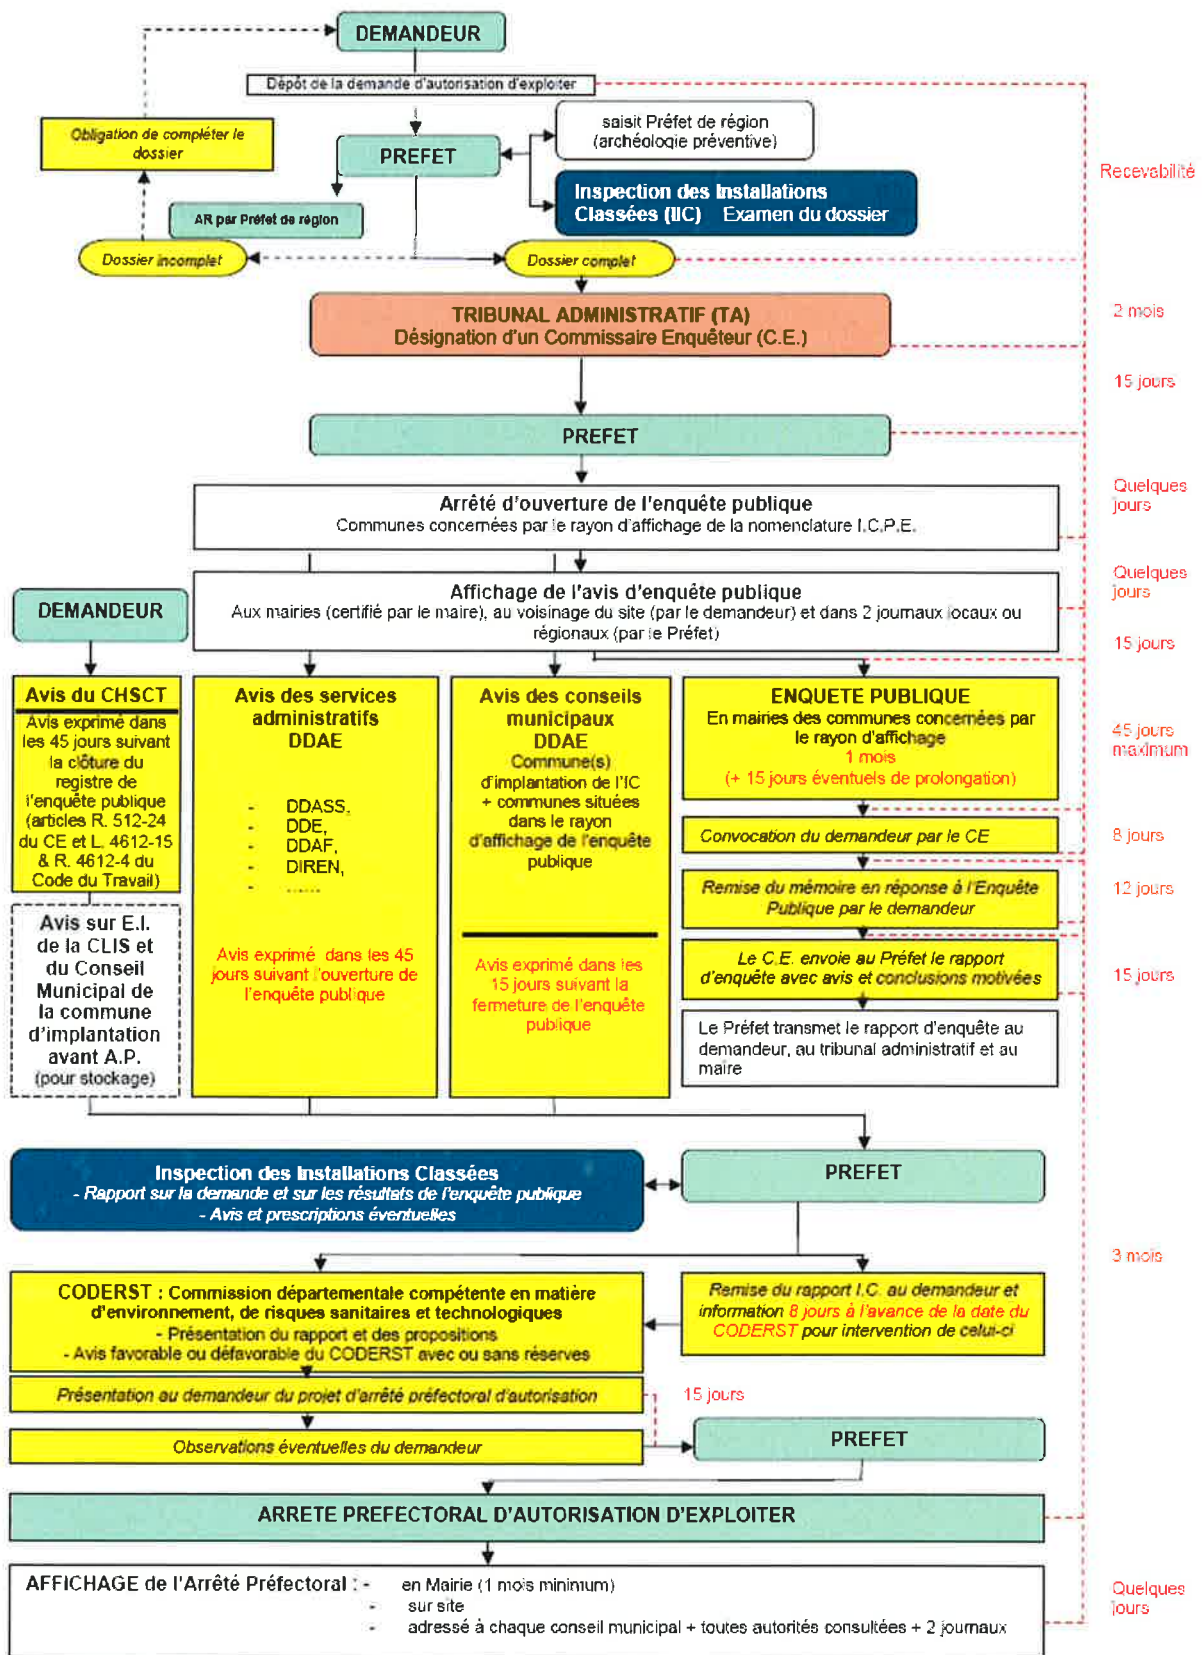 DEMANDEUR
Dépôt de la demande d'autorisation d'exploiter
Obligation de compléter le
dossier
PREFET
saisit Préfet de région
(archéologie préventive)
Recevabilité
Inspection des Installations
Classées (IIC) Examen du dossier
AR par Préfet de région
Dossier incomplet
Dossier complet
TRIBUNAL ADMINISTRATIF (TA)
Désignation d'un Commissaire Enquêteur (C.E.)
2 mois
15 jours
PREFET
Arrêté d'ouverture de l'enquête publique
Communes concernées par le rayon d'affichage de la nomenclature I.C.P.E.
Quelques
jours
DEMANDEUR
Affichage de l'avis d'enquête publique
Aux mairies (certifié par le maire), au voisinage du site (par le demandeur) et dans 2 journaux locaux ou
régionaux (par le Préfet)
Quelques
jours
15 jours
Avis du CHSCT
Avis exprimé dans
les 45 jours suivant
la clôture du
registre de
l'enquête publique
(articles R. 512-24
du CE et L. 4612-15
& R. 4612-4 du
Code du Travail)
Avis sur E.I.
de la CLIS et
du Conseil
Municipal de
la commune
d'implantation
avant A.P.
(pour stockage)
Avis des services
administratifs
DDAE
- DDASS,
- DDE,
- DDAF,
- DIREN,
- ......
Avis exprimé dans les 45
jours suivant l'ouverture de
l'enquête publique
Avis des conseils
municipaux
DDAE
Commune(s)
d'implantation de l'IC
+ communes situées
dans le rayon
d'affichage de l'enquête
publique
Avis exprimé dans les
15 jours suivant la
fermeture de l'enquête
publique
ENQUETE PUBLIQUE
En mairies des communes concernées par
le rayon d'affichage
1 mois
(+ 15 jours éventuels de prolongation)
45 jours
maximum
Convocation du demandeur par le CE
8 jours
Remise du mémoire en réponse à l'Enquête
Publique par le demandeur
12 jours
Le C.E. envoie au Préfet le rapport
d'enquête avec avis et conclusions motivées
15 jours
Le Préfet transmet le rapport d'enquête au
demandeur, au tribunal administratif et au
maire
Inspection des Installations Classées
- Rapport sur la demande et sur les résultats de l'enquête publique
- Avis et prescriptions éventuelles
PREFET
3 mois
CODERST : Commission départementale compétente en matière
d'environnement, de risques sanitaires et technologiques
- Présentation du rapport et des propositions
- Avis favorable ou défavorable du CODERST avec ou sans réserves
Remise du rapport I.C. au demandeur et
information 8 jours à l'avance de la date du
CODERST pour intervention de celui-ci
Présentation au demandeur du projet d'arrêté préfectoral d'autorisation
15 jours
Observations éventuelles du demandeur
PREFET
ARRETE PREFECTORAL D'AUTORISATION D'EXPLOITER
AFFICHAGE de l'Arrêté Préfectoral : - en Mairie (1 mois minimum)
- sur site
- adressé à chaque conseil municipal + toutes autorités consultées + 2 journaux
Quelques
jours